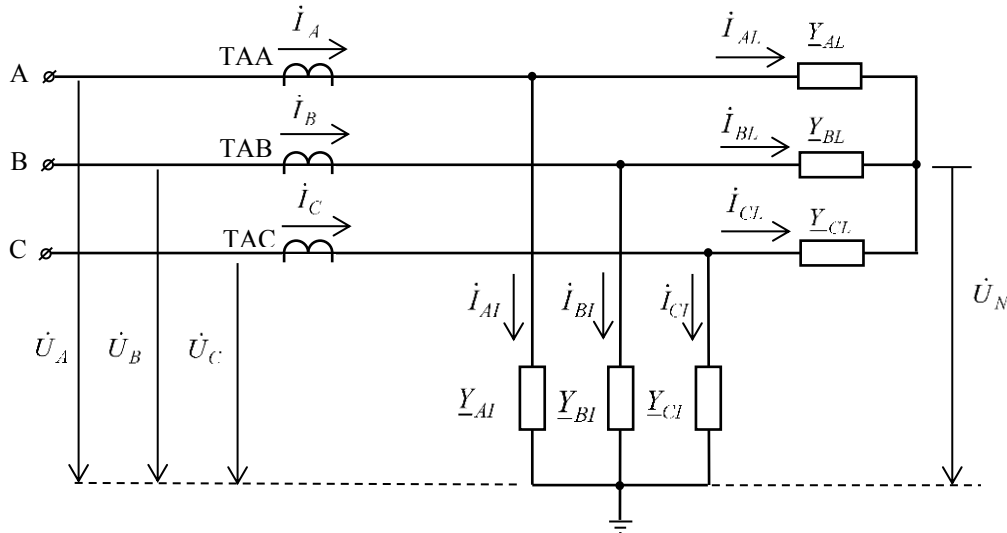 İ_A
İ_AL
Y_AL
A
TAA
İ_B
İ_BL
Y_BL
B
TAB
İ_C
İ_CL
Y_CL
C
TAC
İ_AI
İ_BI
İ_CI
U̇_N
U̇_A
U̇_B
U̇_C
Y_AI
Y_BI
Y_CI